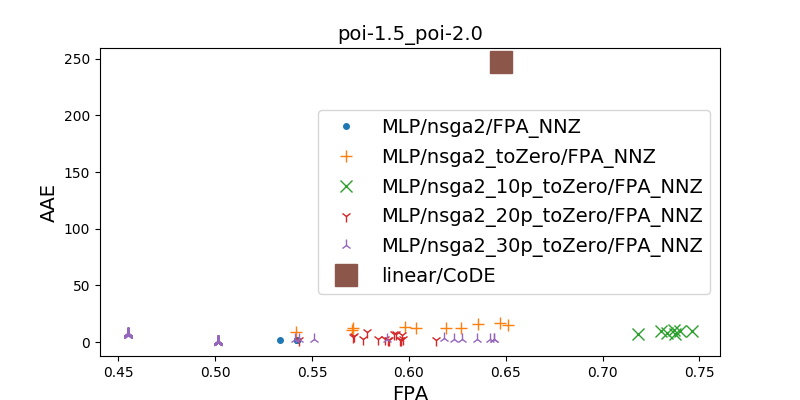 poi-1.5_poi-2.0
AAE
250
200
150
100
50
0
MLP/nsga2/FPA_NNZ
MLP/nsga2_toZero/FPA_NNZ
MLP/nsga2_10p_toZero/FPA_NNZ
MLP/nsga2_20p_toZero/FPA_NNZ
MLP/nsga2_30p_toZero/FPA_NNZ
linear/CoDE
0.45 0.50 0.55 0.60 0.65 0.70 0.75
FPA